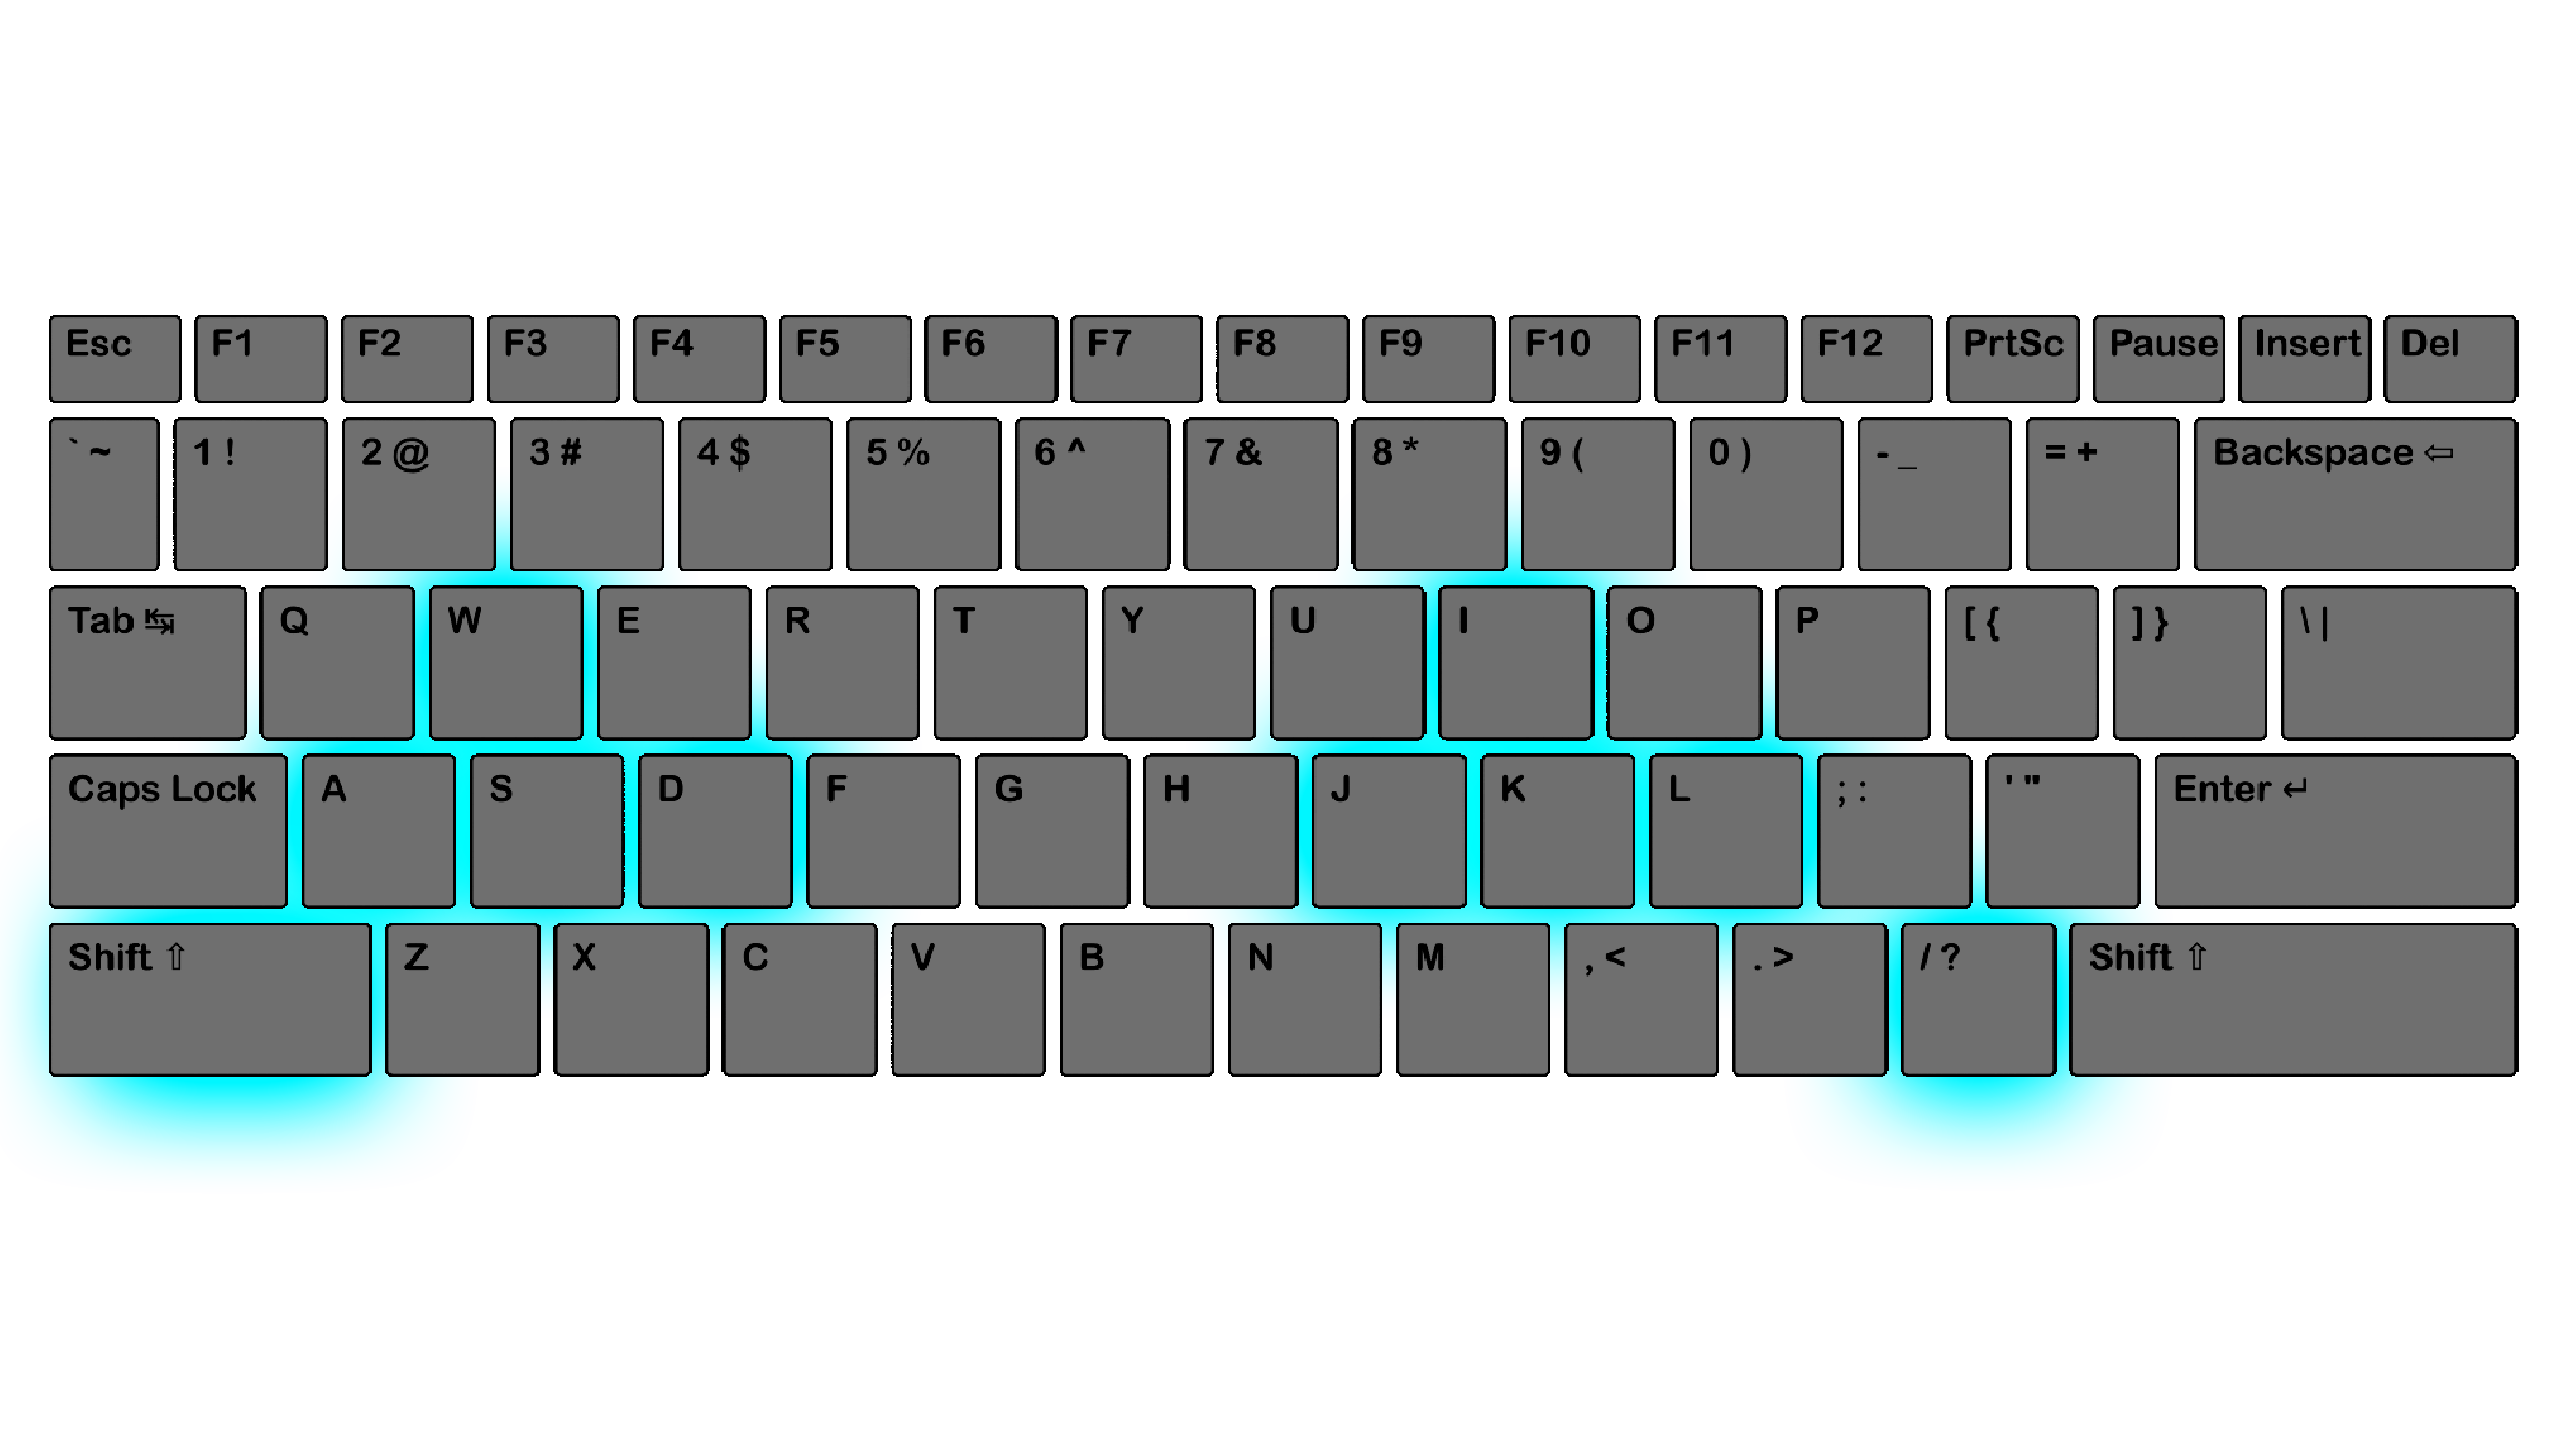 Esc F1 F2 F3 F4 F5 F6 F7 F8 F9 F10 F11 F12 PrtSc Pause Insert Del
` ~ 1 ! 2 @ 3 # 4 $ 5 % 6 ^ 7 & 8 * 9 ( 0 ) - _ = + Backspace ⇦
Tab ↹ Q W E R T Y U I O P [ { ] } \ |
Caps Lock A S D F G H J K L ; : ' " Enter ↵
Shift ⇧ Z X C V B N M , < . > / ? Shift ⇧